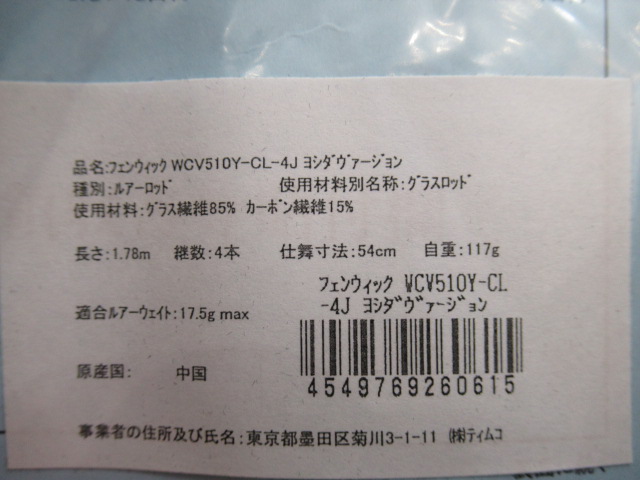 品名:ﾌｪﾝｳｨｯｸ WCV510Y-CL-4J ﾖｼﾀﾞｳﾞｧｰｼﾞｮﾝ
種別:ﾙｱｰﾛｯﾄﾞ 使用材料別名称:ｸﾞﾗｽﾛｯﾄﾞ
使用材料:ｸﾞﾗｽ繊維85% ｶｰﾎﾞﾝ繊維15%
長さ:1.78m 継数:4本 仕舞寸法:54cm 自重:117g
ﾌｪﾝｳｨｯｸ WCV510Y-CL
-4J ﾖｼﾀﾞｳﾞｧｰｼﾞｮﾝ
適合ﾙｱｰｳｪｲﾄ:17.5g max
4549769260615
原産国: 中国
事業者の住所及び氏名:東京都墨田区菊川3-1-11 ㈱ティムコ